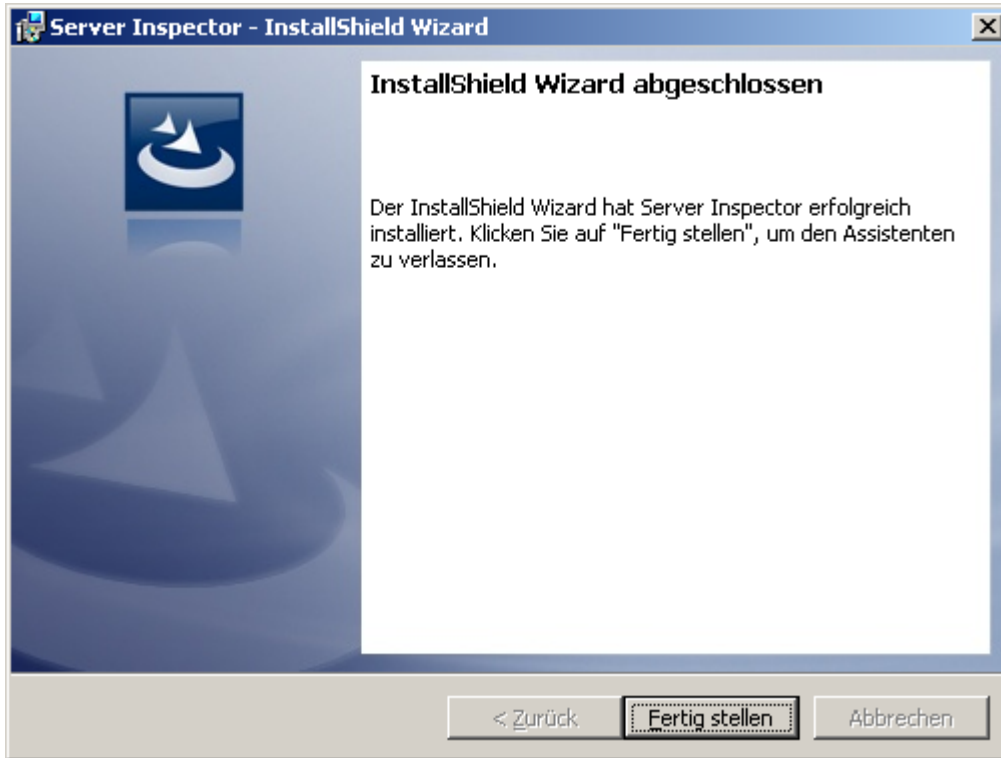 Server Inspector - InstallShield Wizard
InstallShield Wizard abgeschlossen
Der InstallShield Wizard hat Server Inspector erfolgreich
installiert. Klicken Sie auf "Fertig stellen", um den Assistenten
zu verlassen.
< Zurück
Fertig stellen
Abbrechen